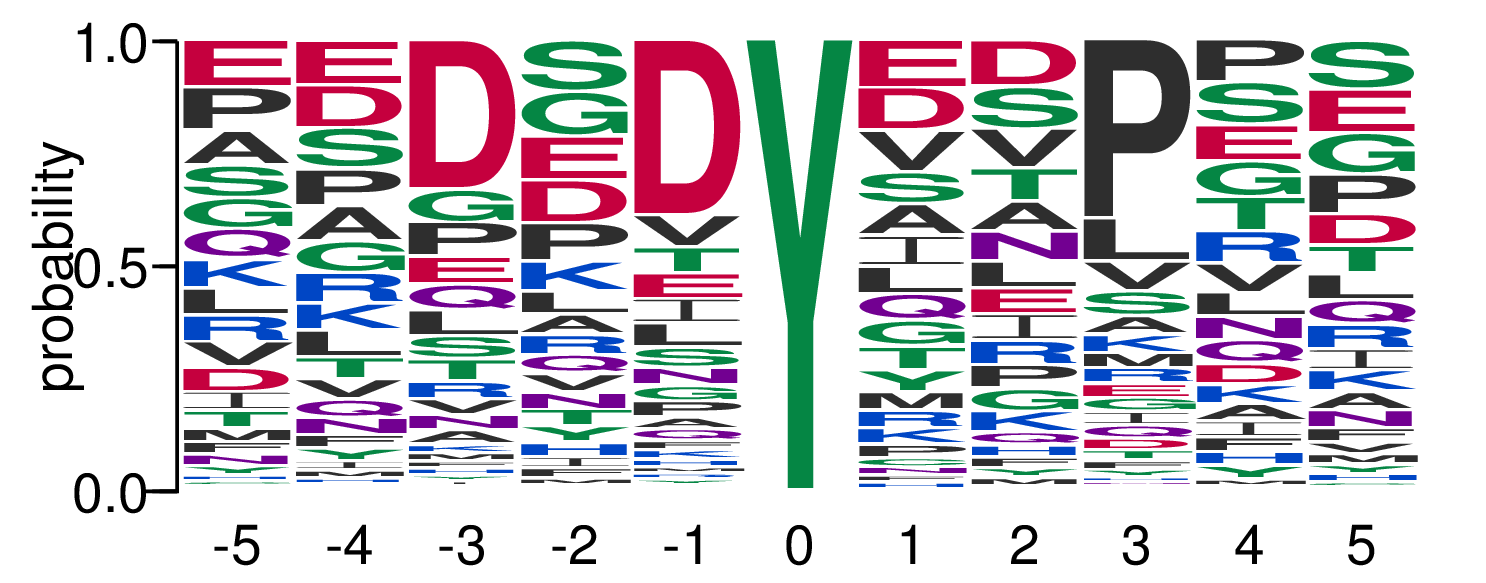 probability
1.0
0.5
0.0
E E D S D Y E D P P S
P D G G V D S L S E
A S P E T V V V E G
S P E D E S T S G P
G A Q P I A A A T D
Q G L K L I N K R T
K R S L S L L M V L
L K T A N Q E R L Q
R L R R G G I E N R
V T V Q P T R G Q I
D V N V A Y P I D K
-5 -4 -3 -2 -1 0 1 2 3 4 5